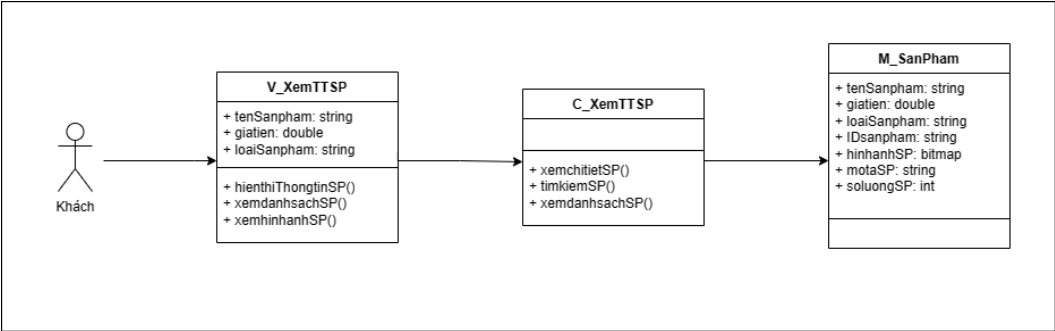 Khách
V_XemTTSP
+ tenSanpham: string
+ giatien: double
+ loaiSanpham: string
+ hienthiThongtinSP()
+ xemdanhsachSP()
+ xemhinhanhSP()
C_XemTTSP
+ xemchitietSP()
+ timkiemSP()
+ xemdanhsachSP()
M_SanPham
+ tenSanpham: string
+ giatien: double
+ loaiSanpham: string
+ IDsanpham: string
+ hinhanhSP: bitmap
+ motaSP: string
+ soluongSP: int